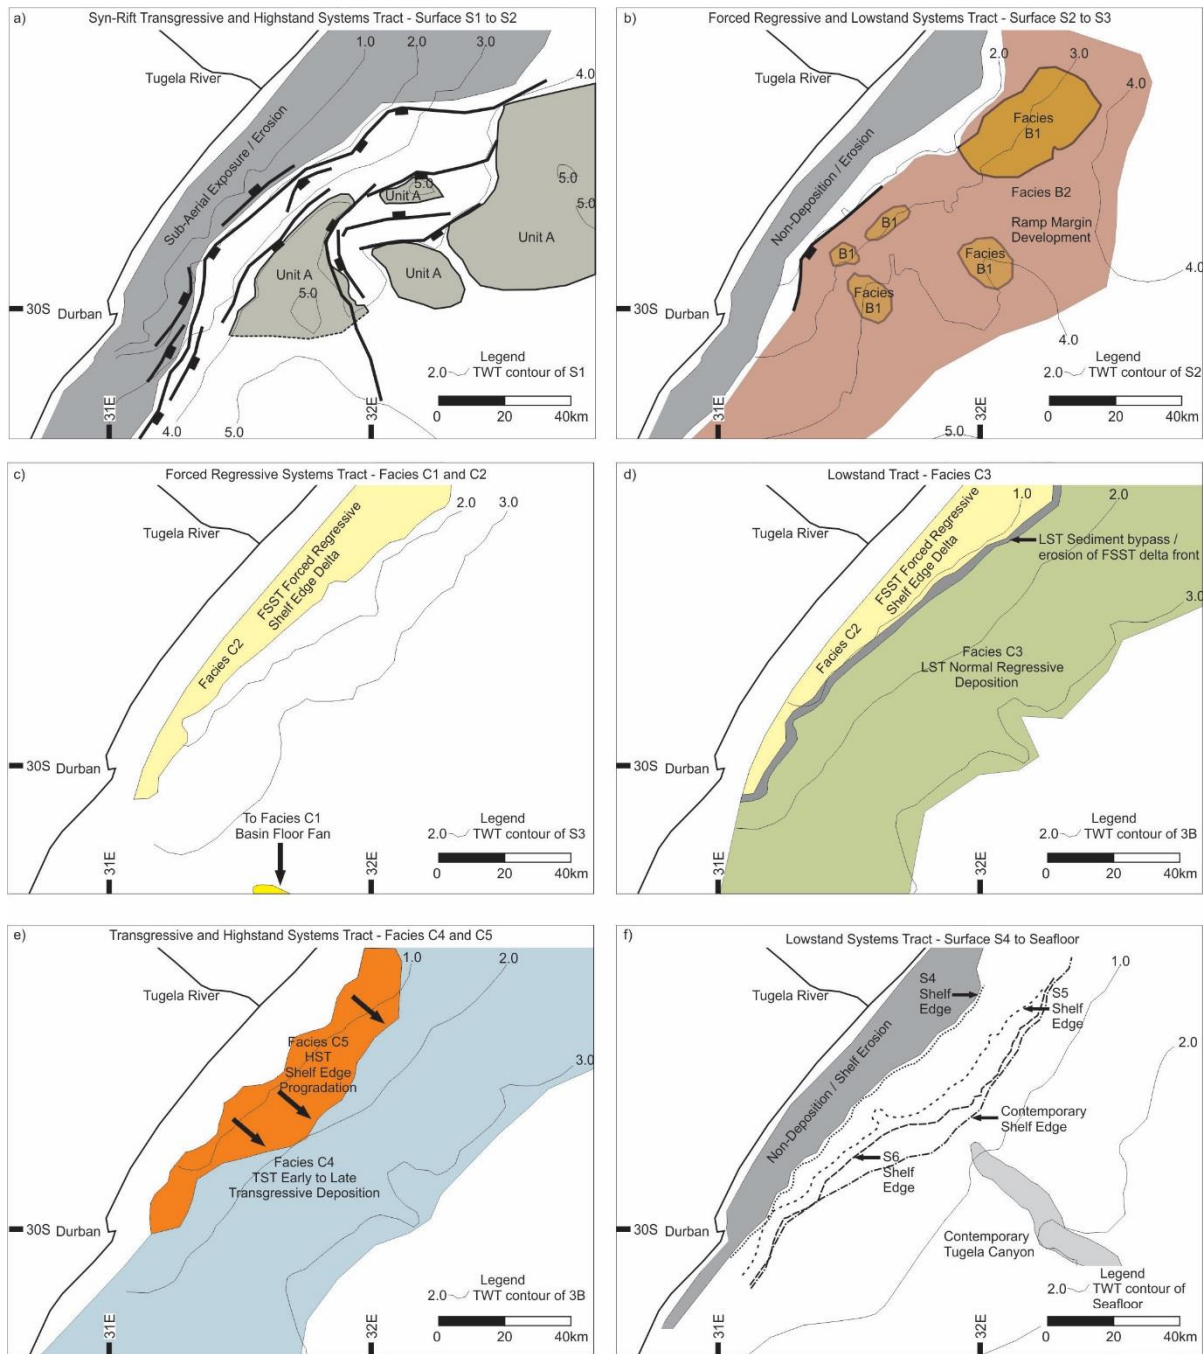 a) Syn-Rift Transgressive and Highstand Systems Tract - Surface S1 to S2
1.0 2.0 3.0
4.0
Tugela River
Sub-Aerial Exposure / Erosion
5.0
Unit A
5.0
5.0
Unit A
Unit A
Unit A
5.0
30S Durban
Legend
2.0 TWT contour of S1
31E
32E
4.0
5.0
0 20 40km
b) Forced Regressive and Lowstand Systems Tract - Surface S2 to S3
2.0 3.0
4.0
Tugela River
Facies
B1
Non-Deposition / Erosion
Facies B2
Ramp Margin
Development
B1
B1
Facies
B1
4.0
Facies
B1
30S Durban
4.0
Legend
2.0 TWT contour of S2
31E
32E
5.0
0 20 40km
c) Forced Regressive Systems Tract - Facies C1 and C2
2.0 3.0
Tugela River
FSST Forced Regressive
Shelf Edge Delta
Facies C2
30S Durban
To Facies C1
Basin Floor Fan
Legend
2.0 TWT contour of S3
31E
32E
0 20 40km
d) Lowstand Tract - Facies C3
1.0 2.0
Tugela River
FSST Forced Regressive
Shelf Edge Delta
LST Sediment bypass /
erosion of FSST delta front
3.0
Facies C2
Facies C3
LST Normal Regressive
Deposition
30S Durban
Legend
2.0 TWT contour of 3B
31E
32E
0 20 40km
e) Transgressive and Highstand Systems Tract - Facies C4 and C5
1.0 2.0
Tugela River
Facies C5
HST
Shelf Edge
Progradation
3.0
Facies C4
TST Early to Late
Transgressive Deposition
30S Durban
Legend
2.0 TWT contour of 3B
31E
32E
0 20 40km
f) Lowstand Systems Tract - Surface S4 to Seafloor
1.0
Tugela River
S4
Shelf
Edge
S5
Shelf
Edge
2.0
Non-Deposition / Shelf Erosion
Contemporary
Shelf Edge
S6
Shelf
Edge
30S Durban
Contemporary
Tugela Canyon
Legend
2.0 TWT contour of
Seafloor
31E
32E
0 20 40km